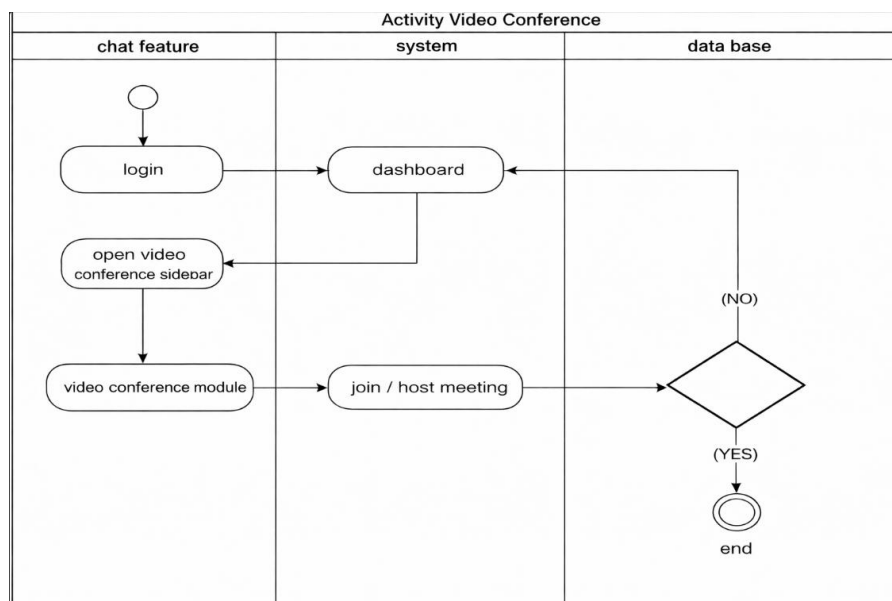 Activity Video Conference
chat feature
system
data base
login
dashboard
open video
conference sidebar
(NO)
video conference module
join / host meeting
(YES)
end